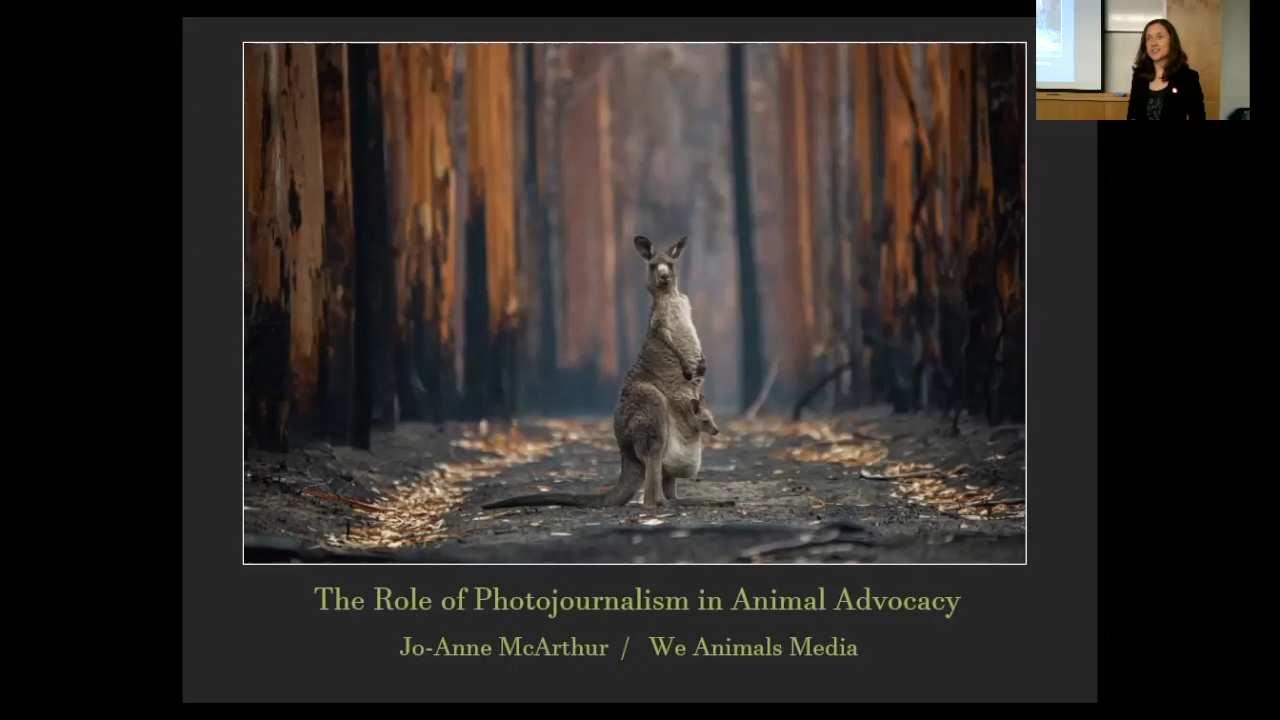 The Role of Photojournalism in Animal Advocacy
Jo-Anne McArthur / We Animals Media